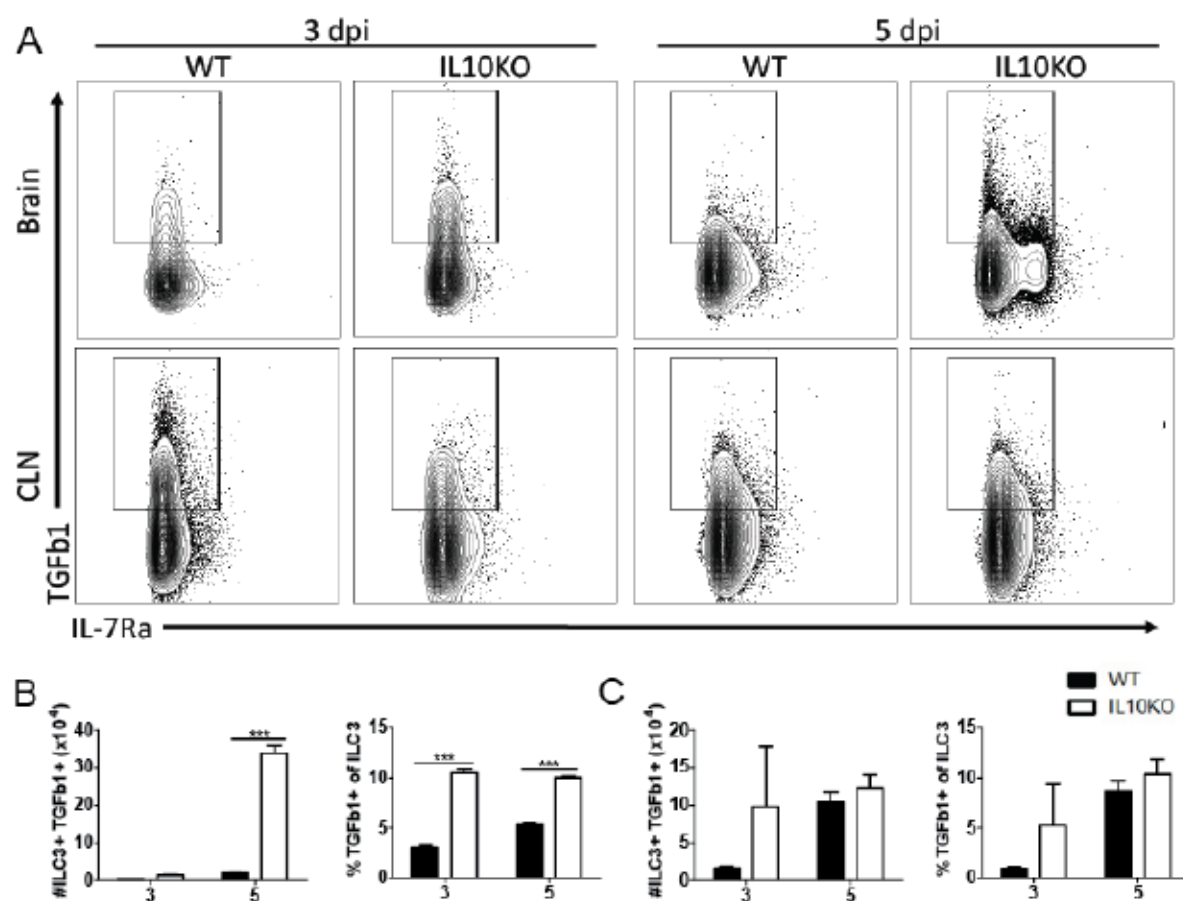 A
3 dpi
5 dpi
WT
IL10KO
WT
IL10KO
Brain
CLN
TGFb1
IL-7Ra
B
C
WT
IL10KO
#ILC3+ TGFb1+ (x10⁴)
40
30
20
10
0
***
3
5
% TGFb1+ of ILC3
15
10
5
0
***
***
3
5
#ILC3+ TGFb1+ (x10⁴)
20
15
10
5
0
3
5
% TGFb1+ of ILC3
15
10
5
0
3
5